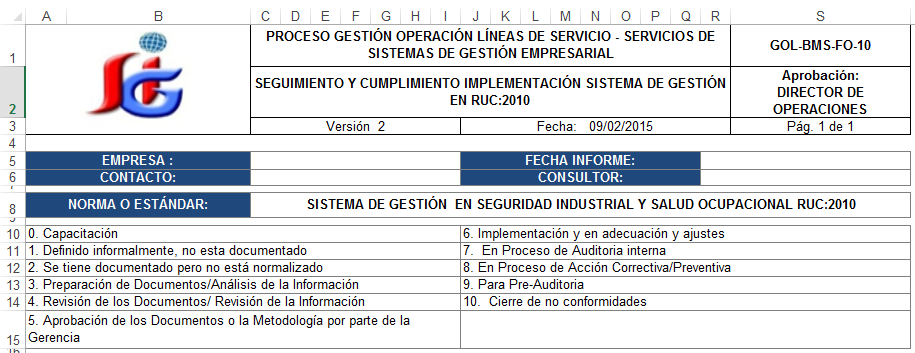 A B C D E F G H I J K L M N O P Q R S
1
PROCESO GESTIÓN OPERACIÓN LÍNEAS DE SERVICIO - SERVICIOS DE
SISTEMAS DE GESTIÓN EMPRESARIAL
GOL-BMS-FO-10
2
SEGUIMIENTO Y CUMPLIMIENTO IMPLEMENTACIÓN SISTEMA DE GESTIÓN
EN RUC:2010
Aprobación:
DIRECTOR DE
OPERACIONES
3 Versión 2 Fecha: 09/02/2015 Pág. 1 de 1
4
5 EMPRESA : FECHA INFORME:
6 CONTACTO: CONSULTOR:
8 NORMA O ESTÁNDAR: SISTEMA DE GESTIÓN EN SEGURIDAD INDUSTRIAL Y SALUD OCUPACIONAL RUC:2010
10 0. Capacitación 6. Implementación y en adecuación y ajustes
11 1. Definido informalmente, no esta documentado 7. En Proceso de Auditoria interna
12 2. Se tiene documentado pero no está normalizado 8. En Proceso de Acción Correctiva/Preventiva
13 3. Preparación de Documentos/Análisis de la Información 9. Para Pre-Auditoria
14 4. Revisión de los Documentos/ Revisión de la Información 10. Cierre de no conformidades
15 5. Aprobación de los Documentos o la Metodología por parte de la
Gerencia